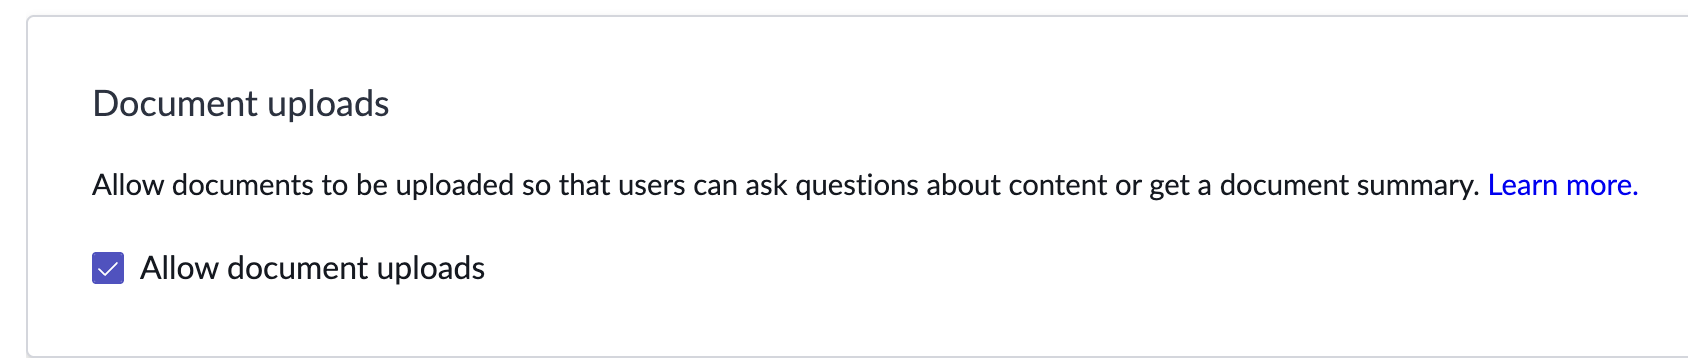 Document uploads
Allow documents to be uploaded so that users can ask questions about content or get a document summary. Learn more.
Allow document uploads